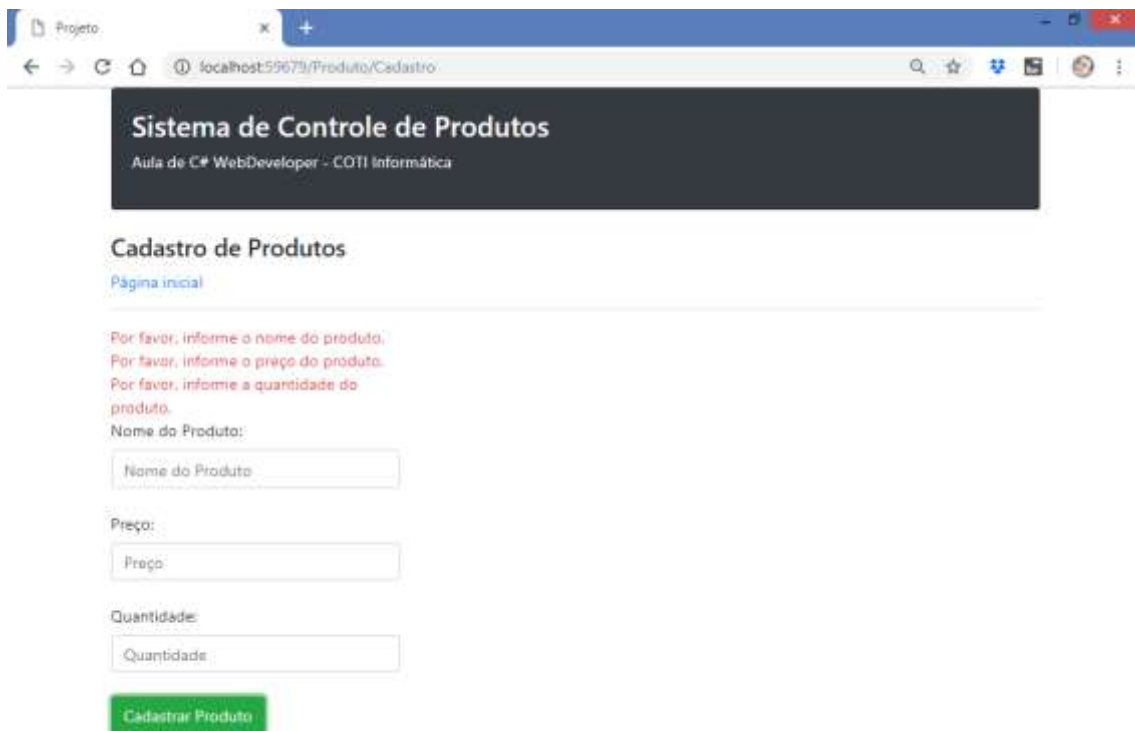 Projeto
localhost:59679/Produto/Cadastro
Sistema de Controle de Produtos
Aula de C# WebDeveloper - COTI Informática
Cadastro de Produtos
Página inicial
Por favor, informe o nome do produto.
Por favor, informe o preço do produto.
Por favor, informe a quantidade do
produto.
Nome do Produto:
Nome do Produto
Preço:
Preço
Quantidade:
Quantidade
Cadastrar Produto